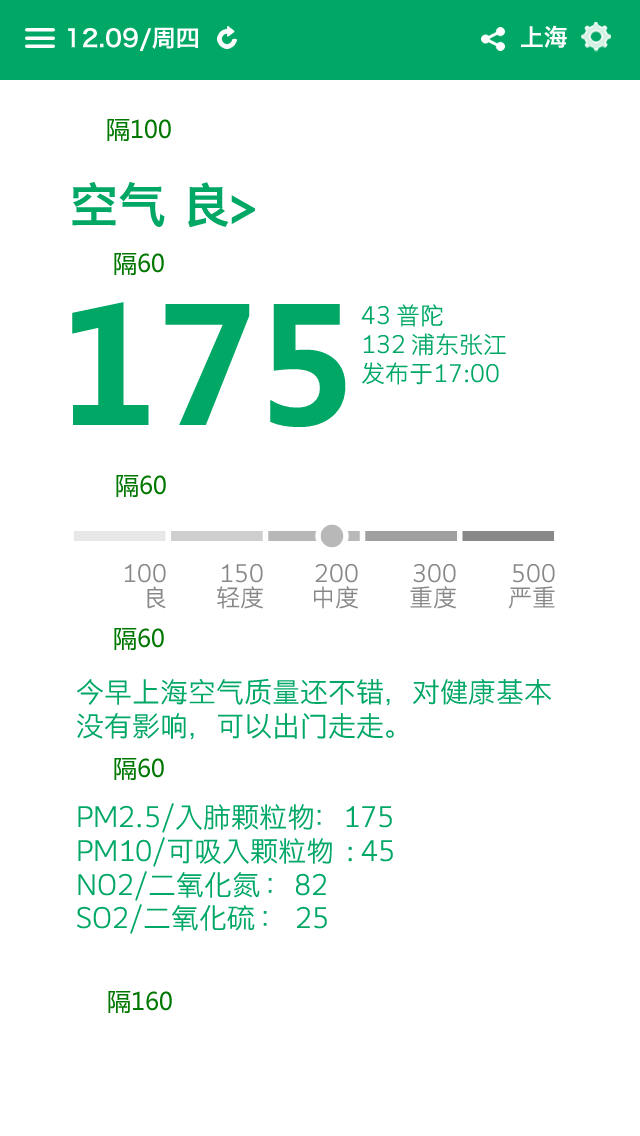 12.09/周四 上海
隔100
空气 良>
隔60
175
43 普陀
132 浦东张江
发布于17:00
隔60
100 150 200 300 500
良 轻度 中度 重度 严重
隔60
今早上海空气质量还不错，对健康基本
没有影响，可以出门走走。
隔60
PM2.5/入肺颗粒物： 175
PM10/可吸入颗粒物 : 45
NO2/二氧化氮： 82
SO2/二氧化硫： 25
隔160